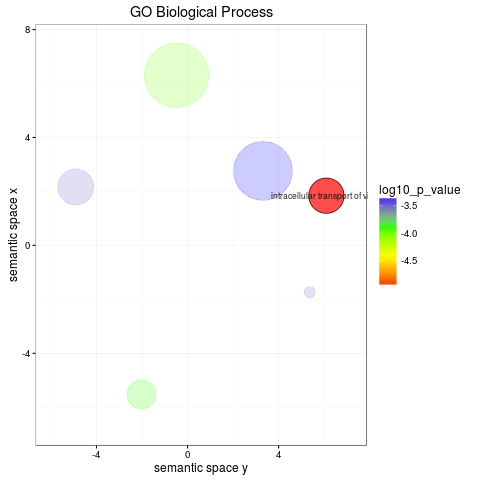 GO Biological Process
8
4
0
-4
semantic space x
intracellular transport of vi
-4
0
4
semantic space y
log10_p_value
-3.5
-4.0
-4.5